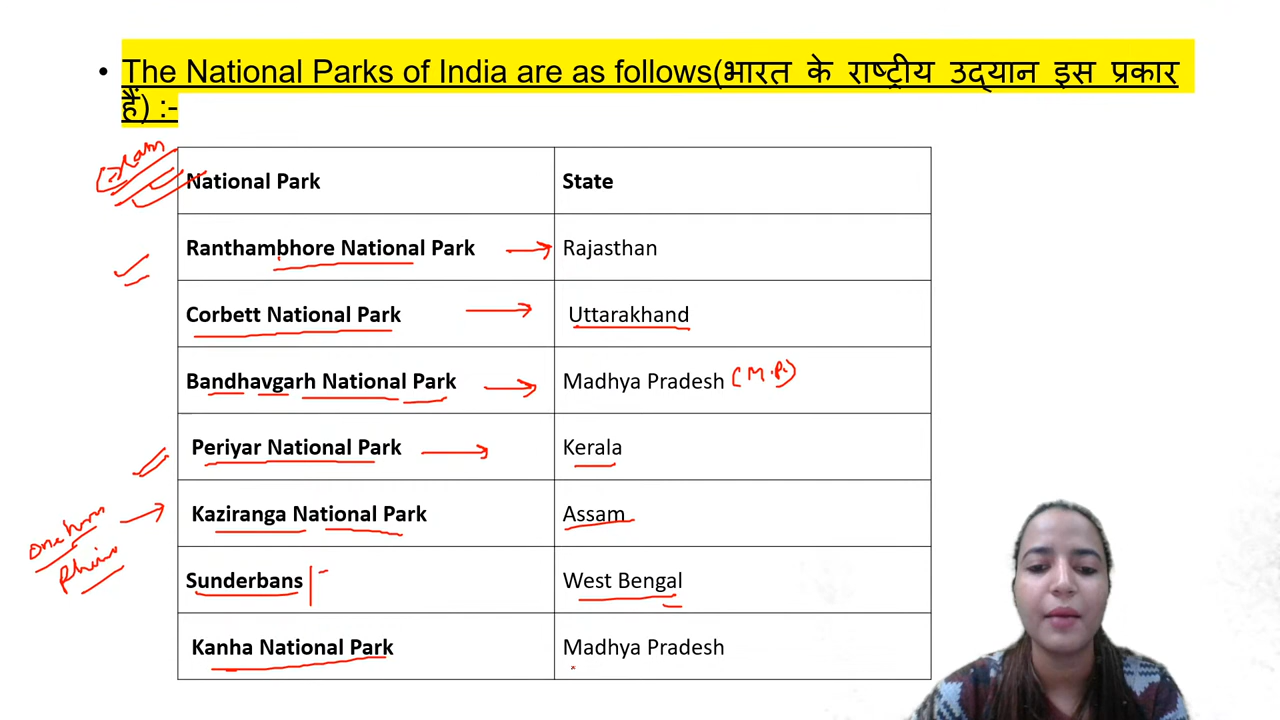 • The National Parks of India are as follows(भारत के राष्ट्रीय उद्यान इस प्रकार
हैं) :-
Exam
National Park State
Ranthambhore National Park → Rajasthan
Corbett National Park → Uttarakhand
Bandhavgarh National Park → Madhya Pradesh (M.P.)
Periyar National Park → Kerala
One horn → Kaziranga National Park Assam
Rhino
Sunderbans West Bengal
Kanha National Park Madhya Pradesh